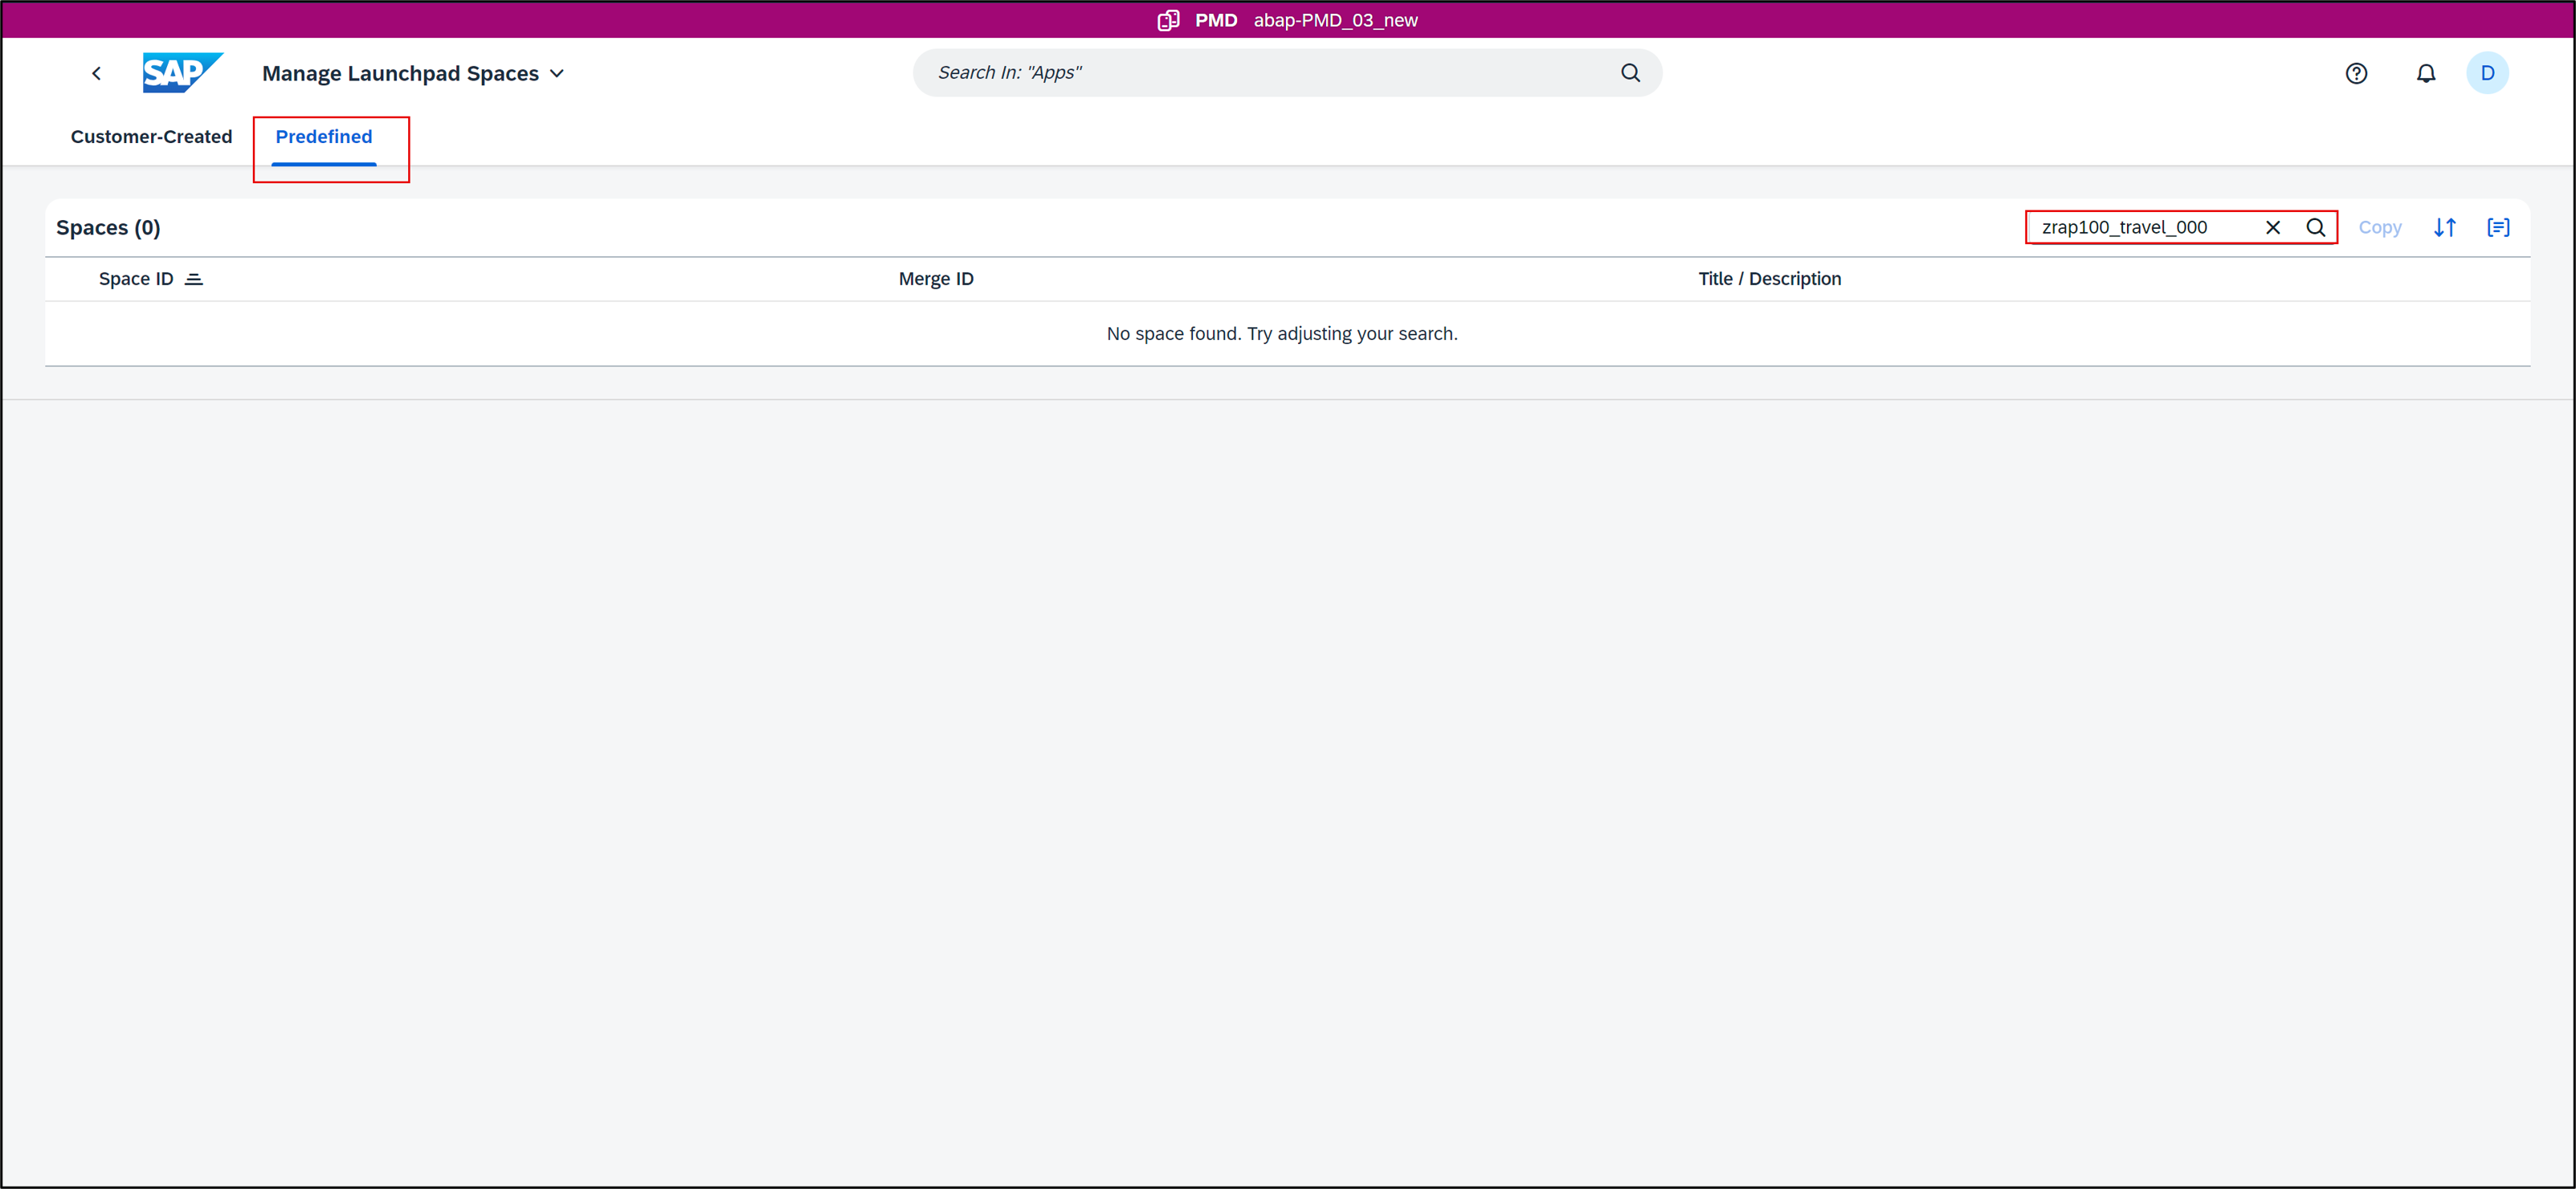 PMD abap-PMD_03_new
SAP Manage Launchpad Spaces Search In: "Apps" D
Customer-Created Predefined
Spaces (0) zrap100_travel_000 Copy
Space ID Merge ID Title / Description
No space found. Try adjusting your search.